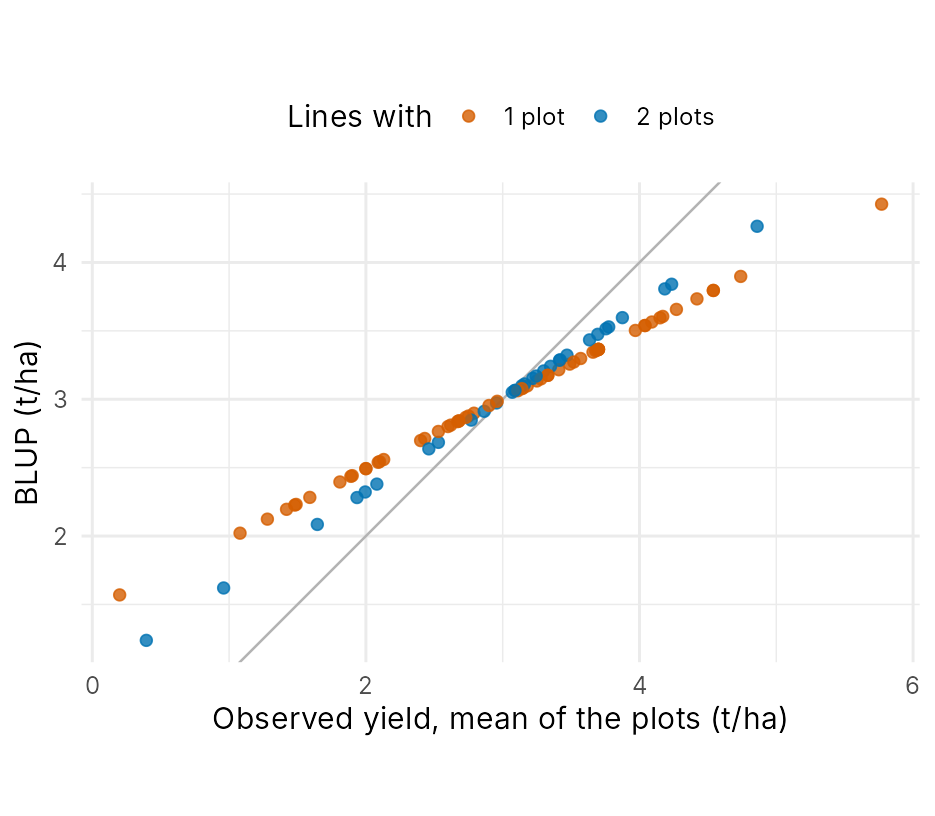 Lines with 1 plot 2 plots
BLUP (t/ha)
4
3
2
0 2 4 6
Observed yield, mean of the plots (t/ha)